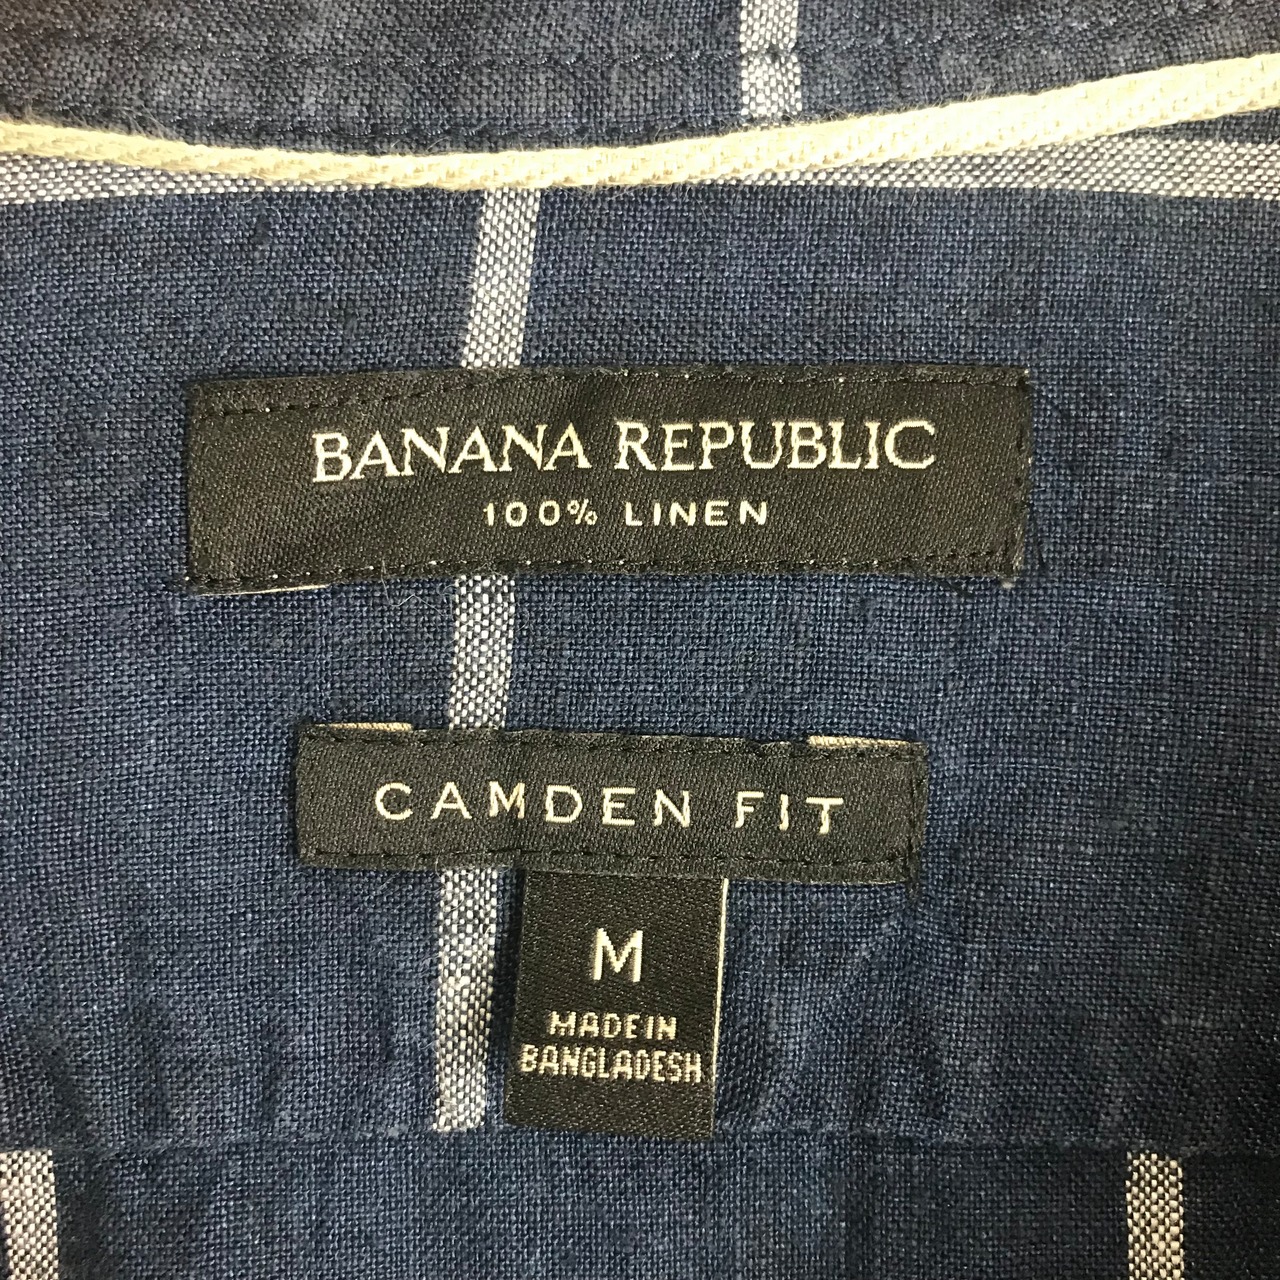 BANANA REPUBLIC
100% LINEN
CAMDEN FIT
M
MADE IN
BANGLADESH